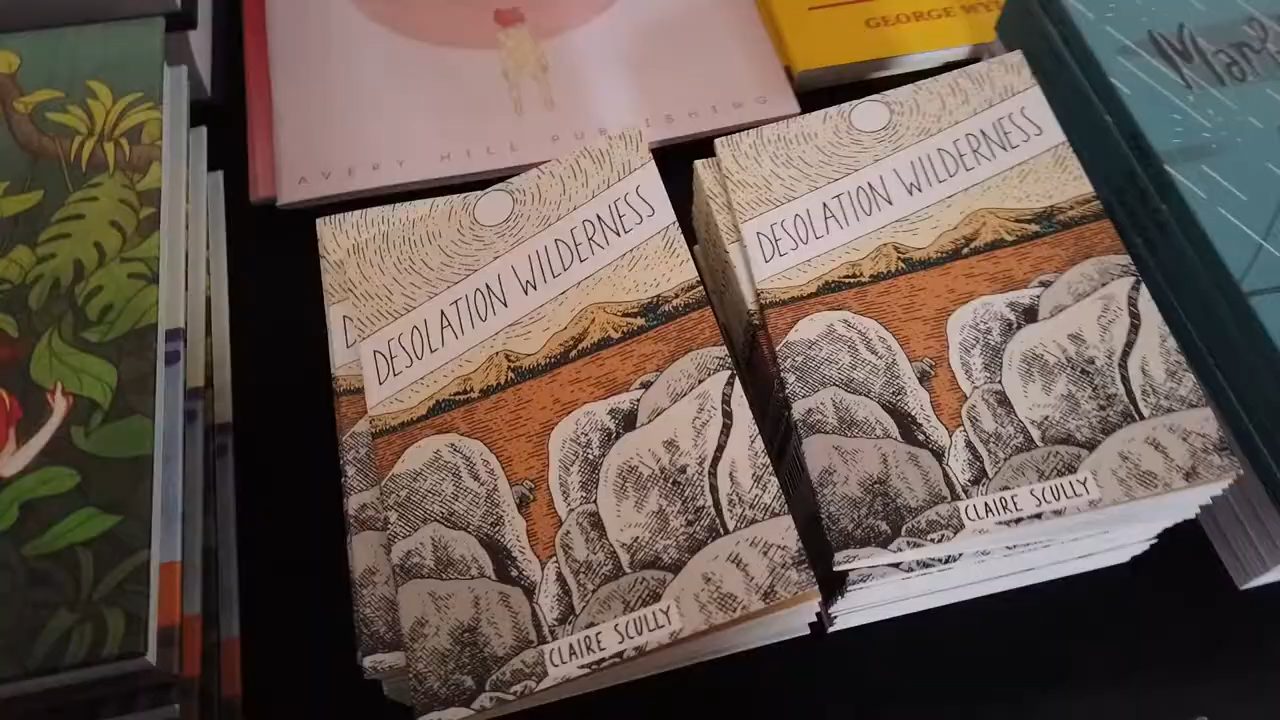 GEORGE
AVERY HILL PUBLISHING
DESOLATION WILDERNESS
CLAIRE SCULLY
DESOLATION WILDERNESS
CLAIRE SCULLY
D